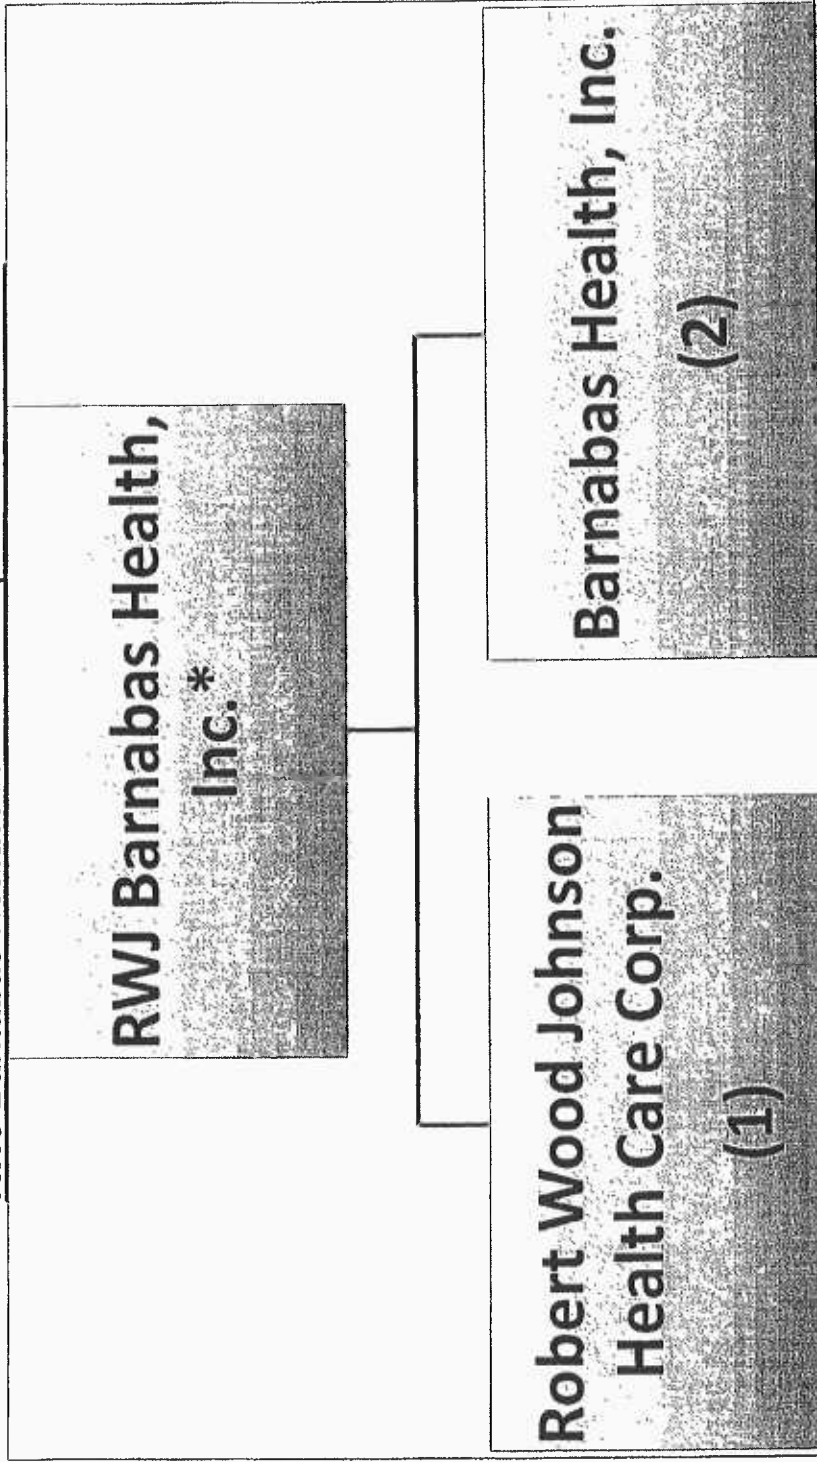 RWJ Barnabas Health,
Inc.*
Robert Wood Johnson
Health Care Corp.
(1)
Barnabas Health, Inc.
(2)